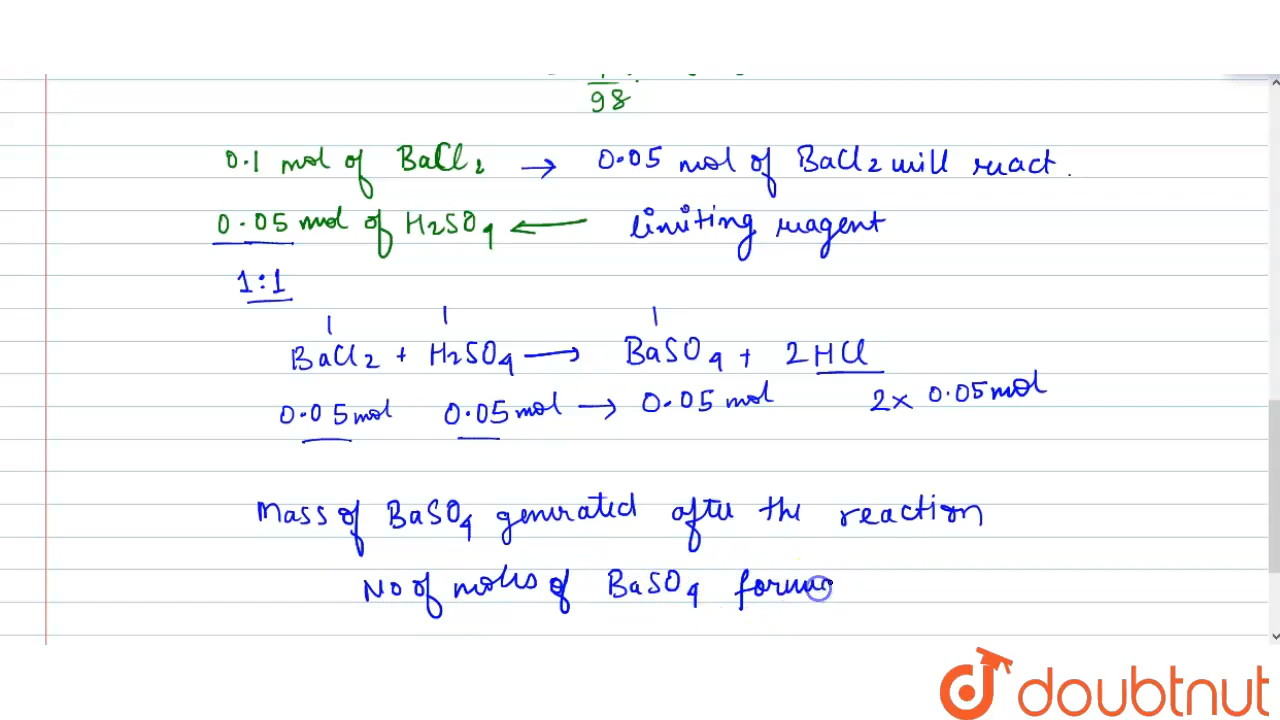 98
0.1 mol of BaCl2 → 0.05 mol of BaCl2 will react.
0.05 mol of H2SO4 ← limiting reagent
1:1
1 1 1
BaCl2 + H2SO4 → BaSO4 + 2HCl
0.05 mol 0.05 mol → 0.05 mol 2 x 0.05 mol
Mass of BaSO4 generated after the reaction
No of moles of BaSO4 forma
doubtnut